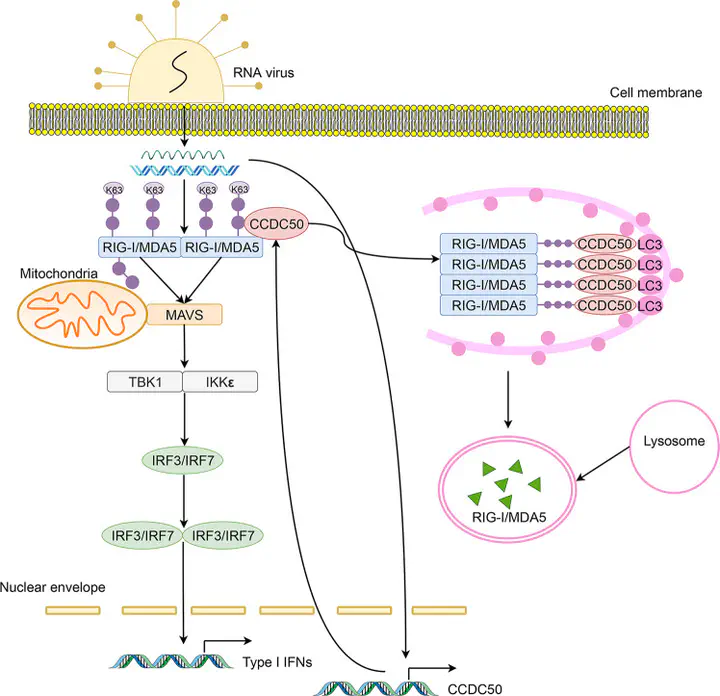 RNA virus
Cell membrane
K63 K63 K63 K63
CCDC50
RIG-I/MDA5 RIG-I/MDA5
RIG-I/MDA5 CCDC50 LC3
RIG-I/MDA5 CCDC50 LC3
RIG-I/MDA5 CCDC50 LC3
RIG-I/MDA5 CCDC50 LC3
Mitochondria
MAVS
TBK1 IKKε
IRF3/IRF7
Lysosome
RIG-I/MDA5
IRF3/IRF7 IRF3/IRF7
Nuclear envelope
Type I IFNs
CCDC50